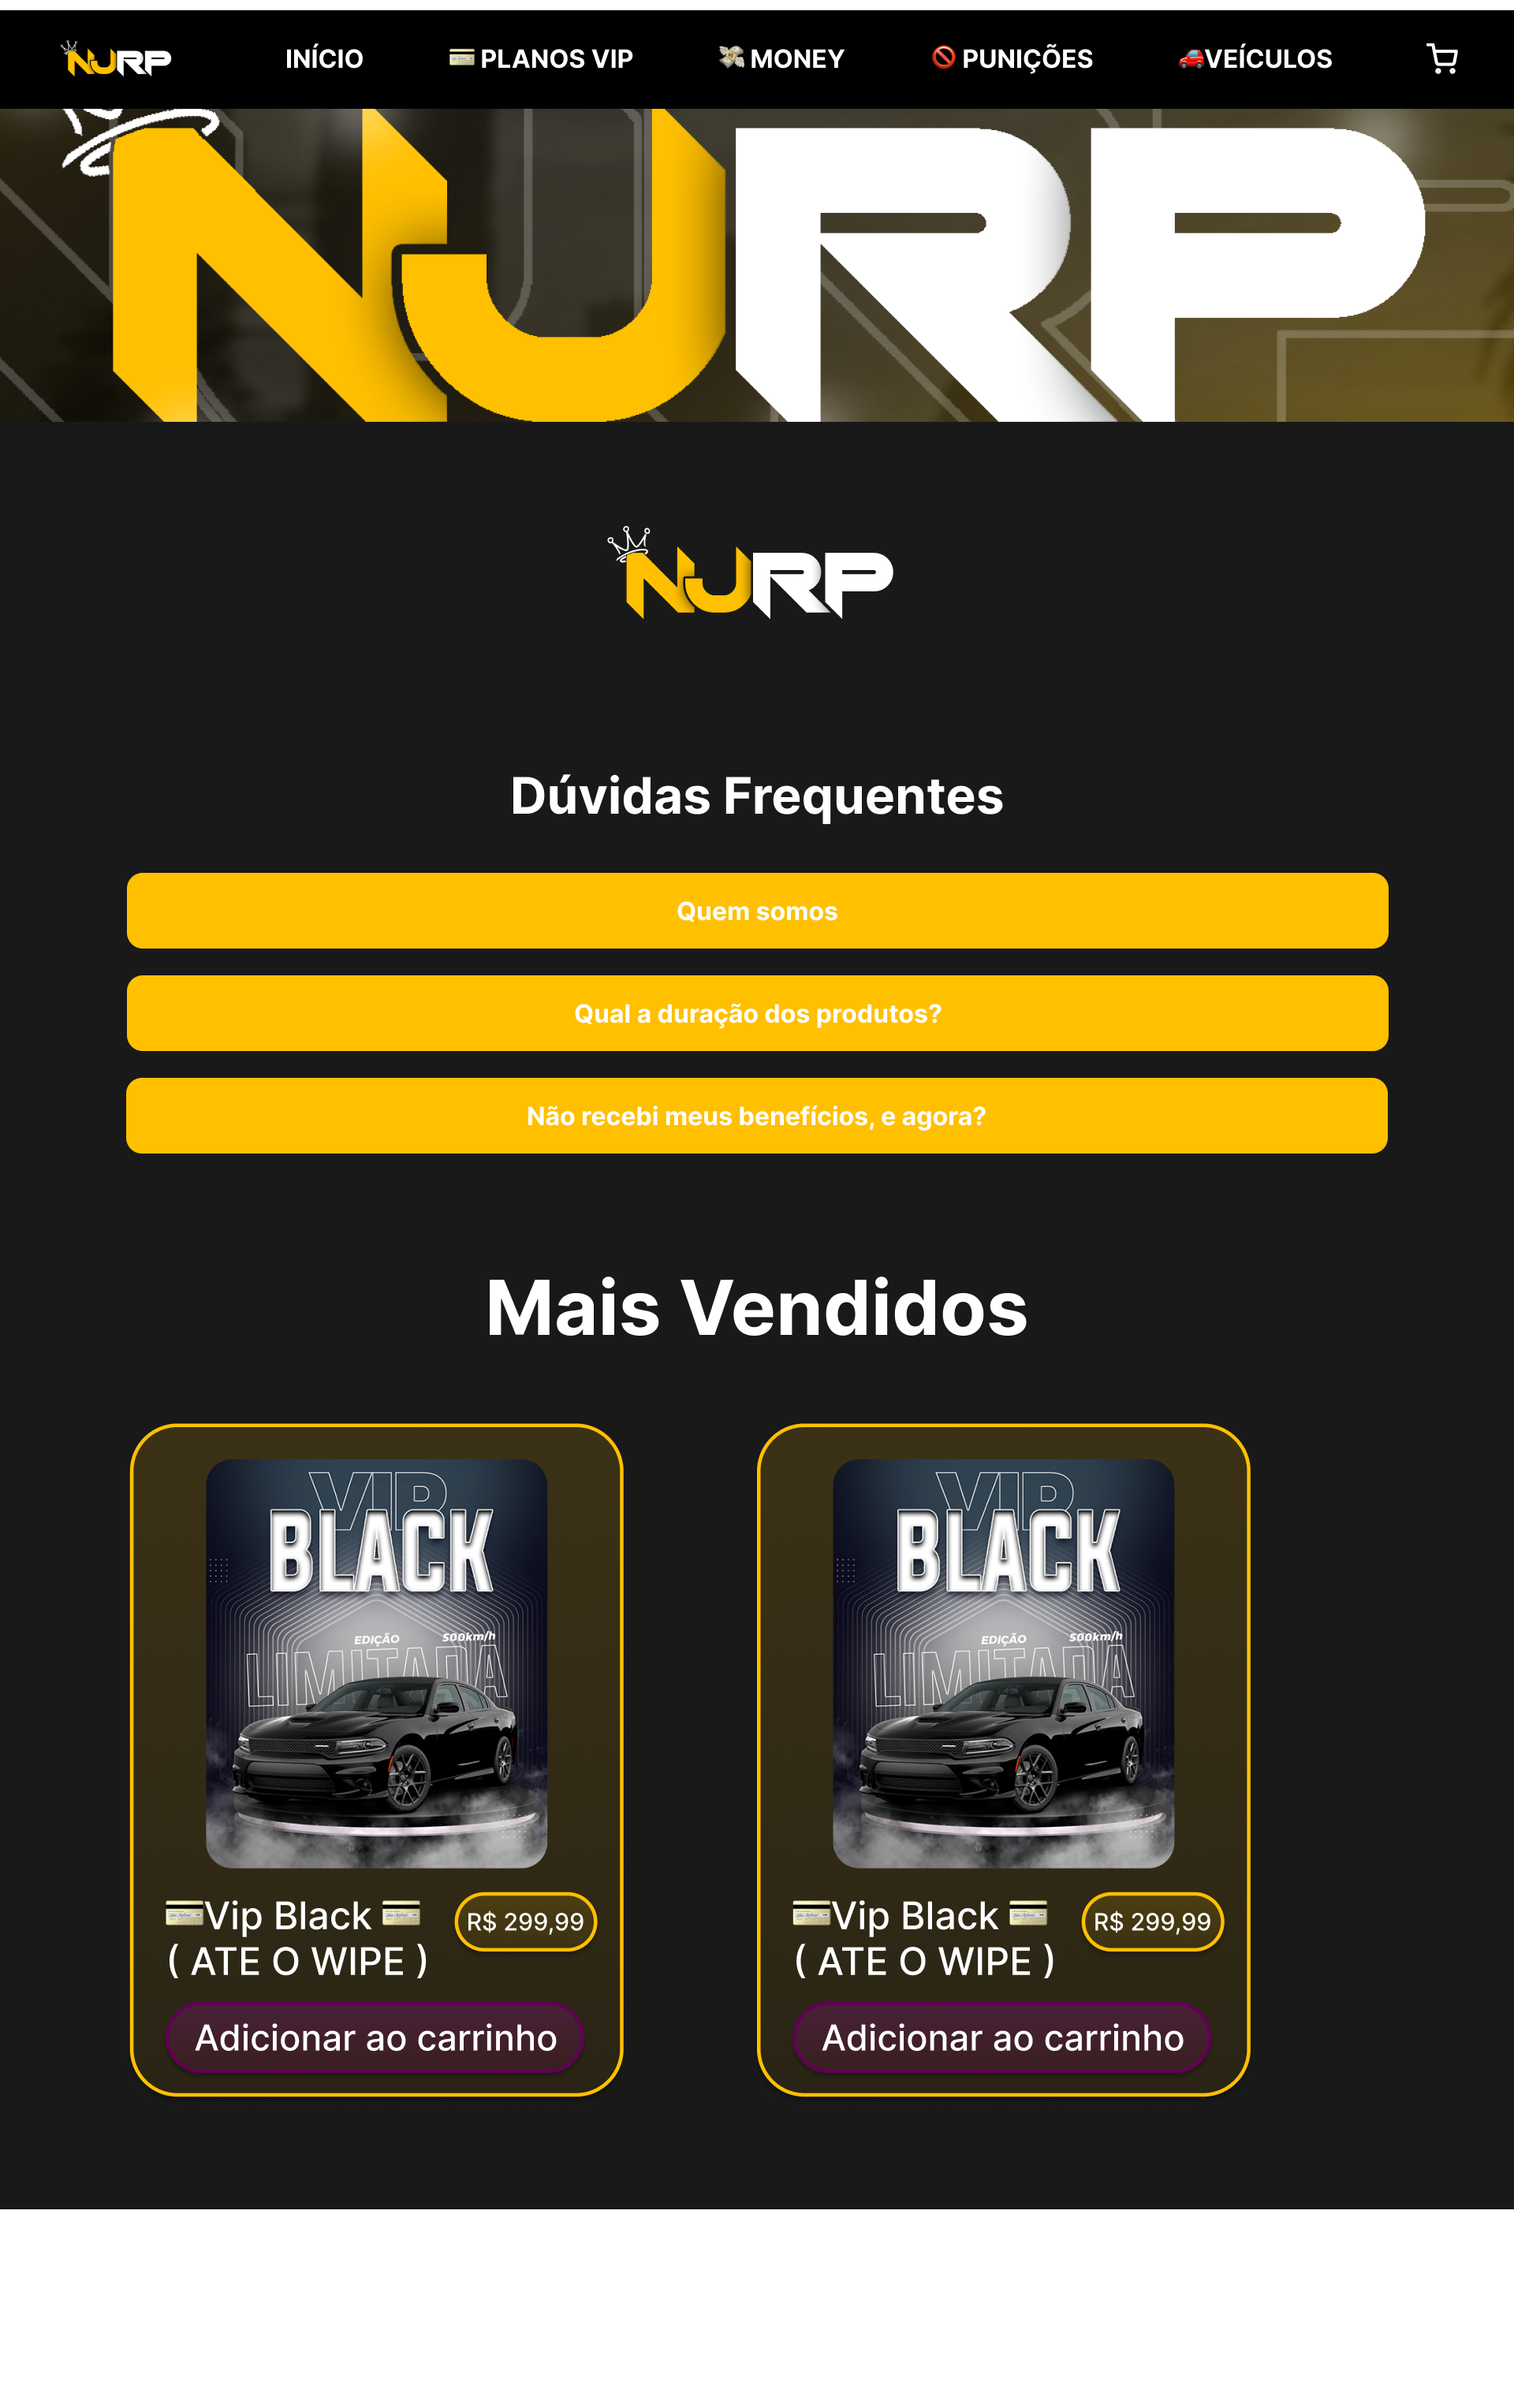 NJRP
INÍCIO
💳 PLANOS VIP
💸 MONEY
🚫 PUNIÇÕES
🚗VEÍCULOS
NJRP
NJRP
Dúvidas Frequentes
Quem somos
Qual a duração dos produtos?
Não recebi meus benefícios, e agora?
Mais Vendidos
VIP
BLACK
EDIÇÃO 500km/h
LIMITADA
💳Vip Black 💳
( ATE O WIPE )
R$ 299,99
Adicionar ao carrinho
VIP
BLACK
EDIÇÃO 500km/h
LIMITADA
💳Vip Black 💳
( ATE O WIPE )
R$ 299,99
Adicionar ao carrinho